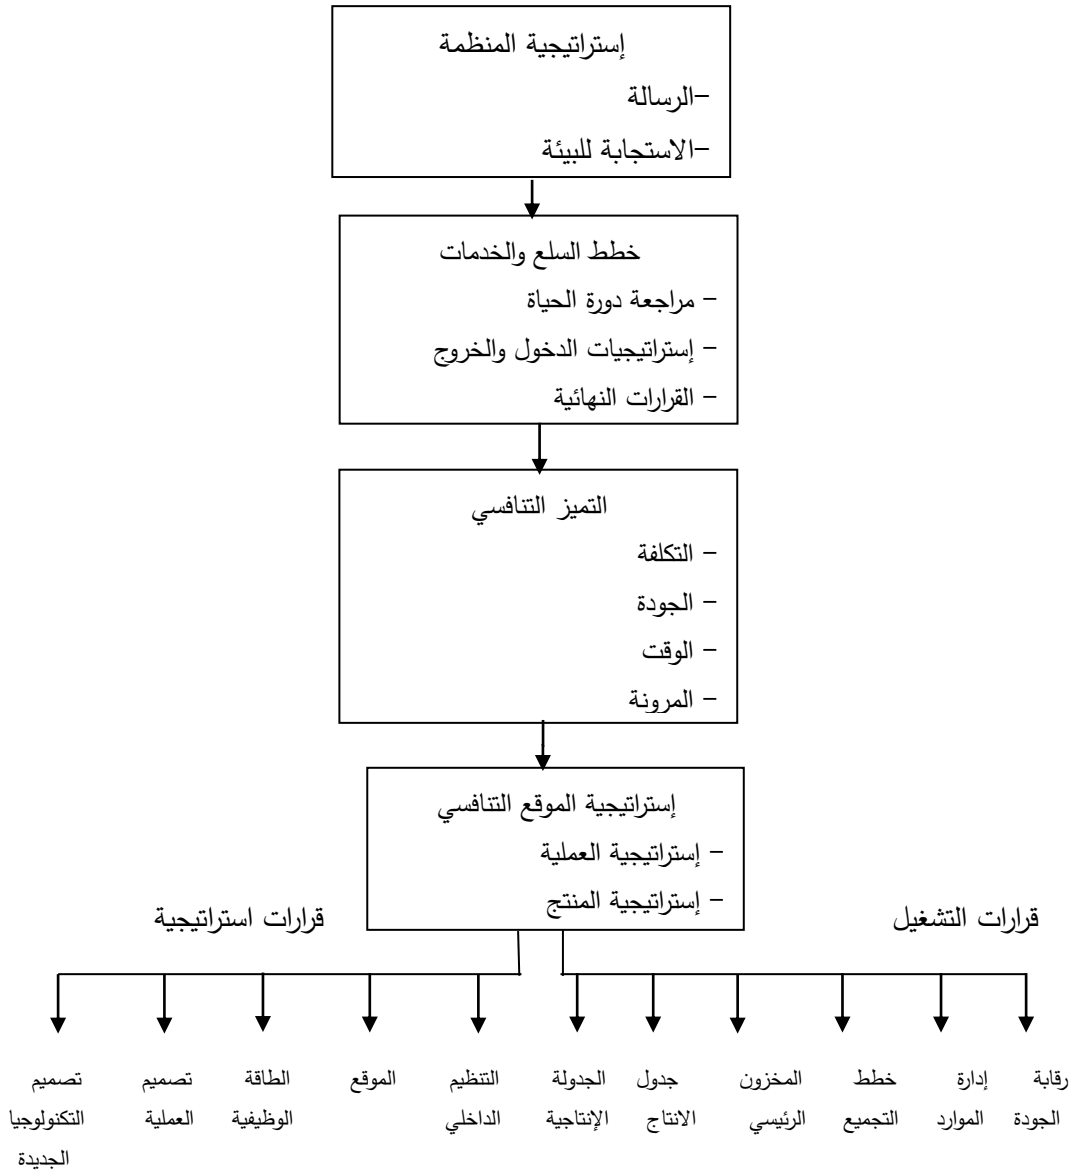 إستراتيجية المنظمة
-الرسالة
-الاستجابة للبيئة
خطط السلع والخدمات
- مراجعة دورة الحياة
- إستراتيجيات الدخول والخروج
- القرارات النهائية
التميز التنافسي
- التكلفة
- الجودة
- الوقت
- المرونة
إستراتيجية الموقع التنافسي
- إستراتيجية العملية
- إستراتيجية المنتج
قرارات التشغيل
قرارات استراتيجية
رقابة
الجودة
إدارة
الموارد
خطط
التجميع
المخزون
الرئيسي
جدول
الانتاج
الجدولة
الإنتاجية
التنظيم
الداخلي
الموقع
الطاقة
الوظيفية
تصميم
العملية
تصميم
التكنولوجيا
الجديدة